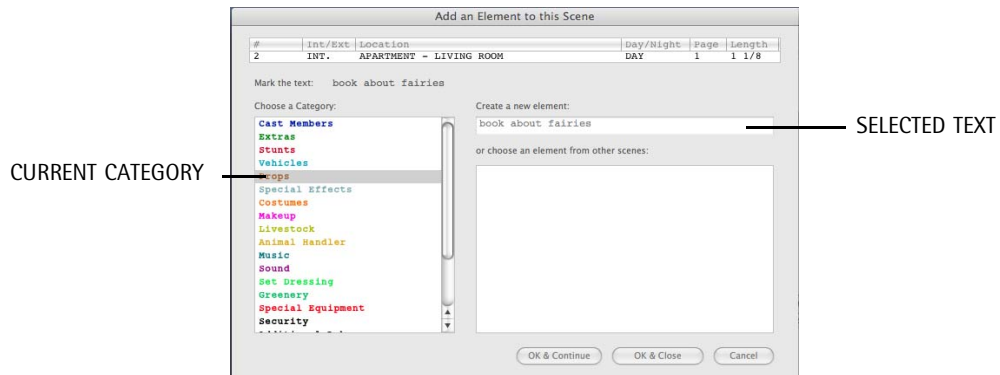 Add an Element to this Scene
# Int/Ext Location Day/Night Page Length
2 INT. APARTMENT - LIVING ROOM DAY 1 1 1/8
Mark the text: book about fairies
Choose a Category:
Create a new element:
Cast Members
book about fairies
SELECTED TEXT
Extras
Stunts
or choose an element from other scenes:
Vehicles
CURRENT CATEGORY
Props
Special Effects
Costumes
Makeup
Livestock
Animal Handler
Music
Sound
Set Dressing
Greenery
Special Equipment
Security
OK & Continue
OK & Close
Cancel